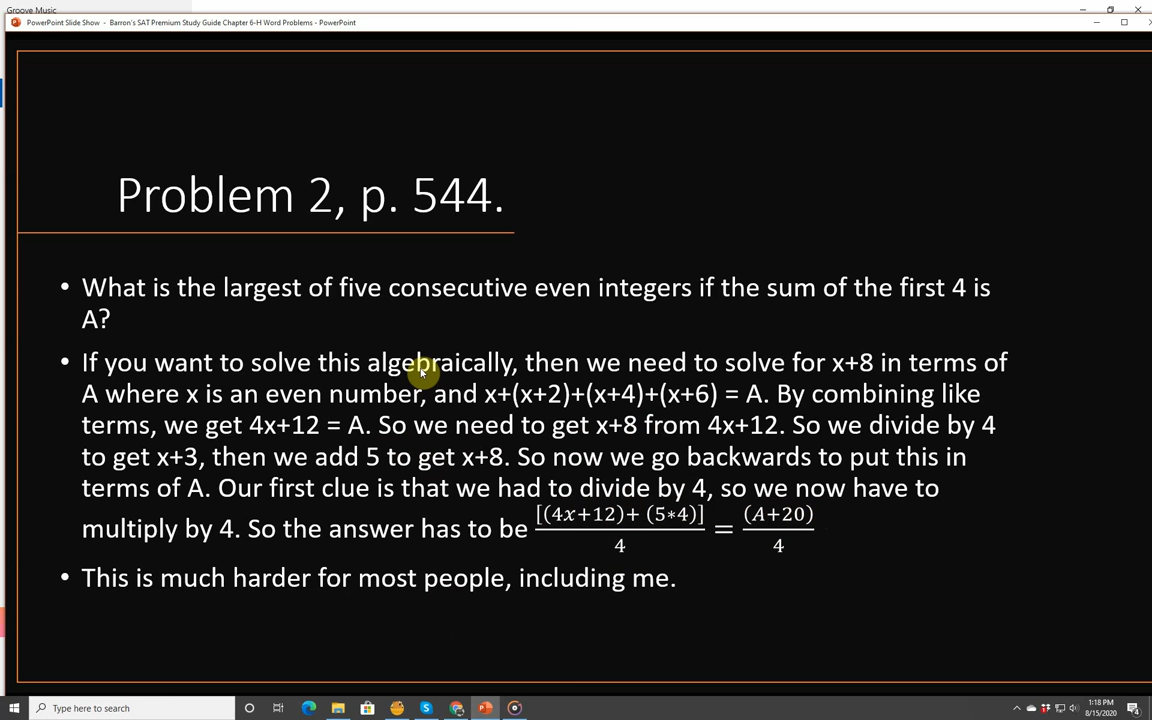 Groove Music
PowerPoint Slide Show - Barron's SAT Premium Study Guide Chapter 6-H Word Problems - PowerPoint
Problem 2, p. 544.
• What is the largest of five consecutive even integers if the sum of the first 4 is
A?
• If you want to solve this algebraically, then we need to solve for x+8 in terms of
A where x is an even number, and x+(x+2)+(x+4)+(x+6) = A. By combining like
terms, we get 4x+12 = A. So we need to get x+8 from 4x+12. So we divide by 4
to get x+3, then we add 5 to get x+8. So now we go backwards to put this in
terms of A. Our first clue is that we had to divide by 4, so we now have to
multiply by 4. So the answer has to be [(4x+12)+ (5*4)]/4 = (A+20)/4
• This is much harder for most people, including me.
Type here to search
1:18 PM
8/15/2020
4